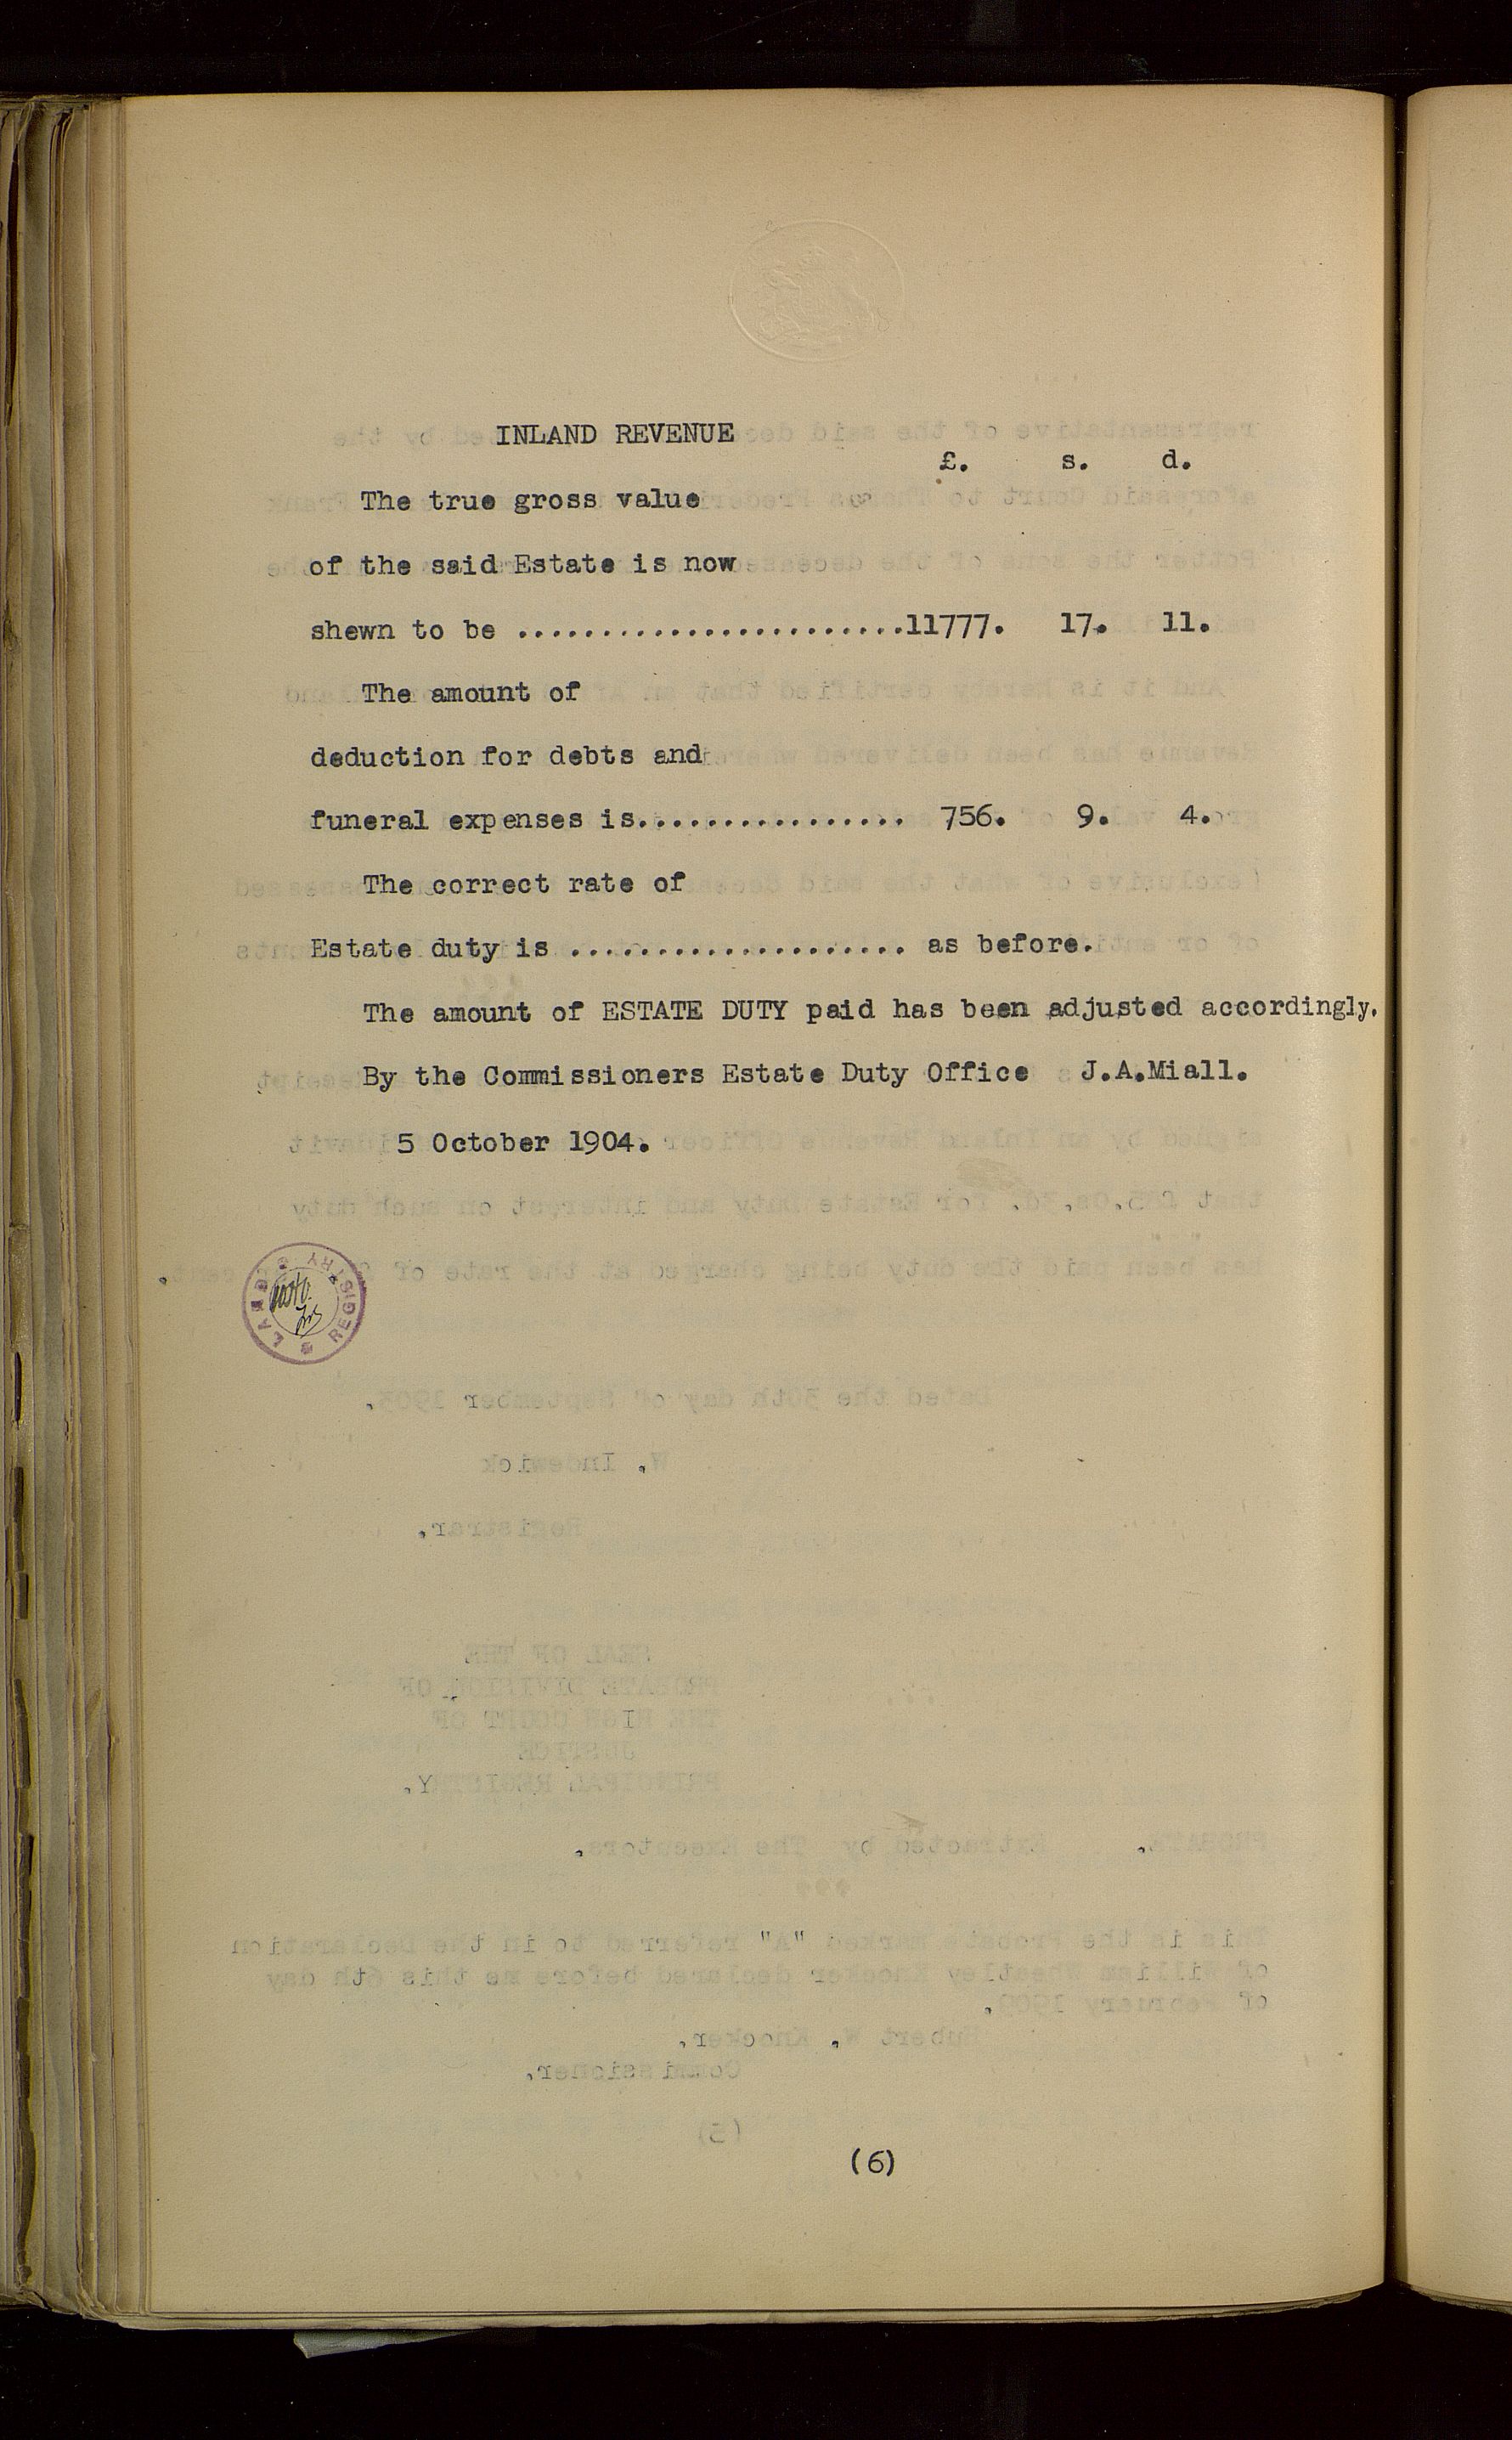 INLAND REVENUE
£. s. d.
The true gross value
of the said Estate is now
shewn to be .......................11777. 17. 11.
The amount of
deduction for debts and
funeral expenses is................ 756. 9. 4.
The correct rate of
Estate duty is .................... as before.
The amount of ESTATE DUTY paid has been adjusted accordingly.
By the Commissioners Estate Duty Office J.A.Miall.
5 October 1904.
LAND REGISTRY
(6)